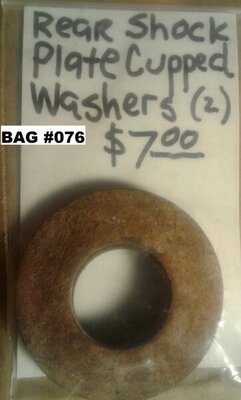 Rear Shock
Plate Cupped
Washers (2)
BAG #076
$7.00